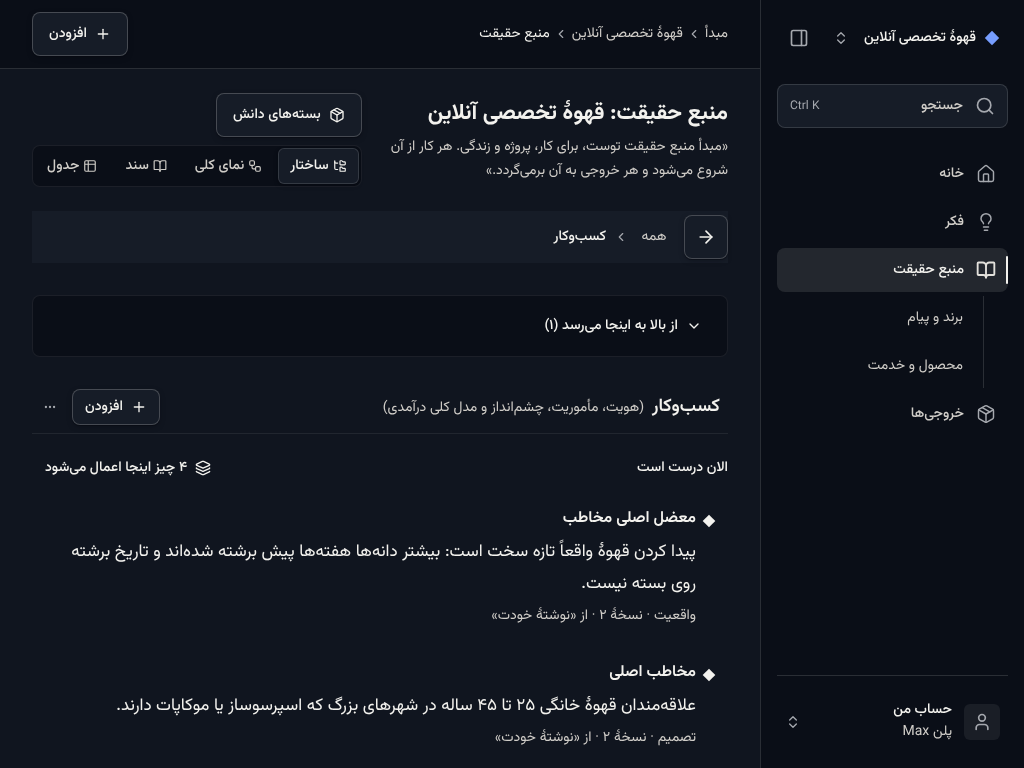 قهوهٔ تخصصی آنلاین
جستجو
Ctrl K
خانه
فکر
منبع حقیقت
برند و پیام
محصول و خدمت
خروجی‌ها
حساب من
پلن Max
مبدأ
قهوهٔ تخصصی آنلاین
منبع حقیقت
افزودن
منبع حقیقت: قهوهٔ تخصصی آنلاین
«مبدأ منبع حقیقت توست، برای کار، پروژه و زندگی. هر کار از آن
شروع می‌شود و هر خروجی به آن برمی‌گردد.»
بسته‌های دانش
ساختار
نمای کلی
سند
جدول
همه
کسب‌وکار
از بالا به اینجا می‌رسد (۱)
کسب‌وکار (هویت، مأموریت، چشم‌انداز و مدل کلی درآمدی)
افزودن
الان درست است
۴ چیز اینجا اعمال می‌شود
معضل اصلی مخاطب
پیدا کردن قهوهٔ واقعاً تازه سخت است: بیشتر دانه‌ها هفته‌ها پیش برشته شده‌اند و تاریخ برشته
روی بسته نیست.
واقعیت · نسخهٔ ۲ · از «نوشتهٔ خودت»
مخاطب اصلی
علاقه‌مندان قهوهٔ خانگی ۲۵ تا ۴۵ ساله در شهرهای بزرگ که اسپرسوساز یا موکاپات دارند.
تصمیم · نسخهٔ ۲ · از «نوشتهٔ خودت»